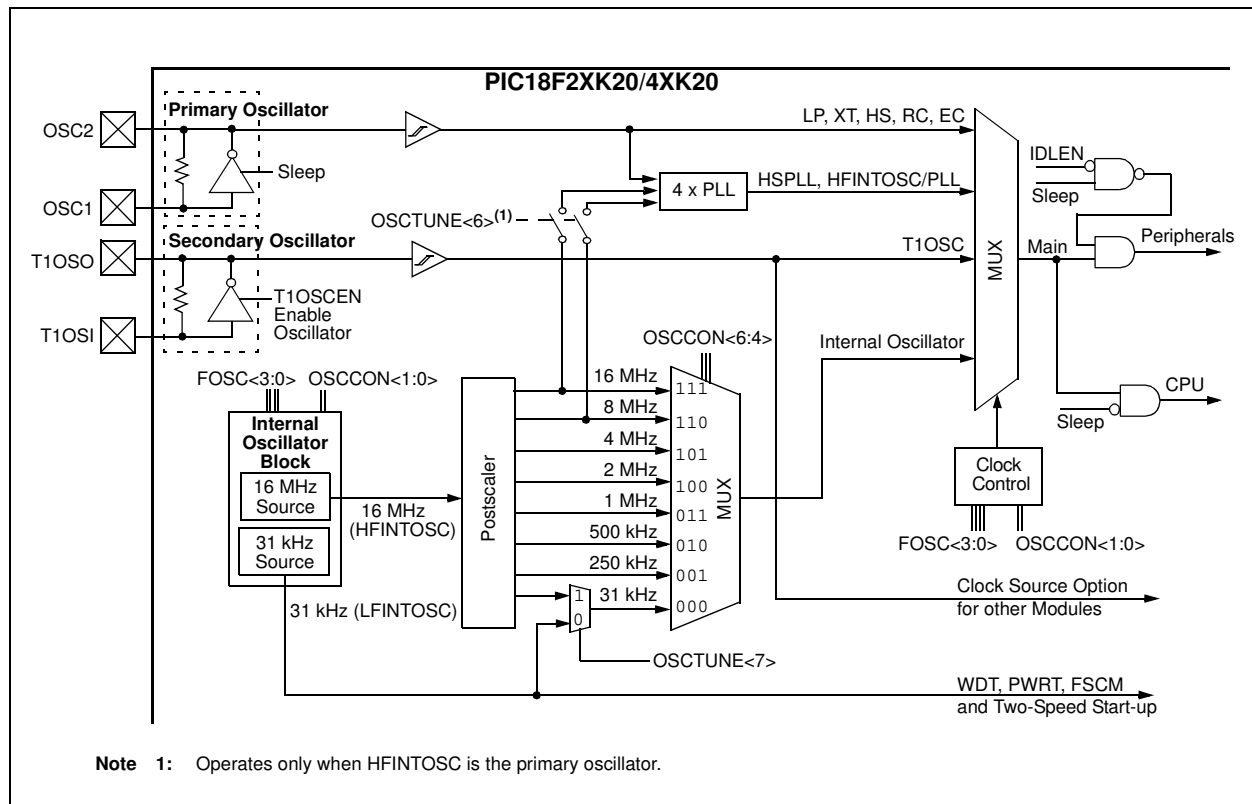 PIC18F2XK20/4XK20
Primary Oscillator
OSC2
OSC1
Sleep
LP, XT, HS, RC, EC
4 x PLL
HSPLL, HFINTOSC/PLL
OSCTUNE<6>(1)
IDLEN
Sleep
Secondary Oscillator
T1OSO
T1OSI
T1OSCEN
Enable
Oscillator
T1OSC
MUX
Main
Peripherals
OSCCON<6:4>
Internal Oscillator
CPU
Sleep
FOSC<3:0>
OSCCON<1:0>
Internal
Oscillator
Block
16 MHz
Source
31 kHz
Source
16 MHz
(HFINTOSC)
31 kHz (LFINTOSC)
Postscaler
16 MHz
111
8 MHz
110
4 MHz
101
2 MHz
100
1 MHz
011
500 kHz
010
250 kHz
001
31 kHz
000
1
0
MUX
OSCTUNE<7>
Clock
Control
FOSC<3:0>
OSCCON<1:0>
Clock Source Option
for other Modules
WDT, PWRT, FSCM
and Two-Speed Start-up
Note 1: Operates only when HFINTOSC is the primary oscillator.